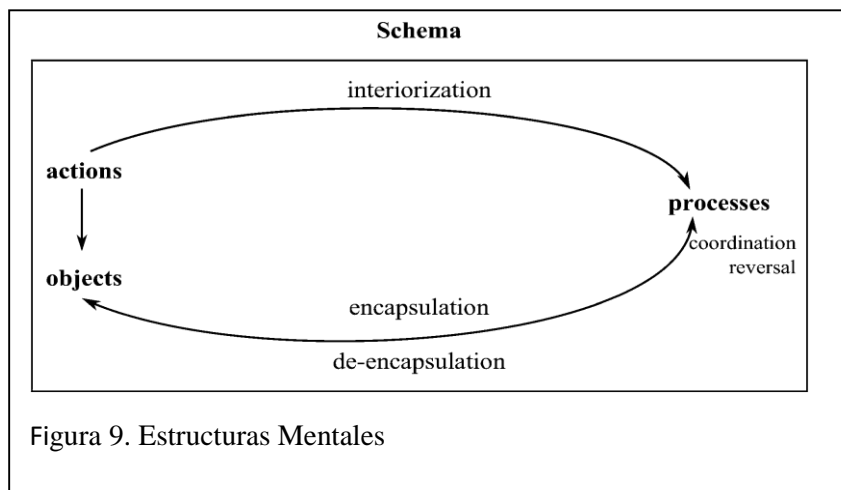 Schema
interiorization
actions
processes
coordination
reversal
objects
encapsulation
de-encapsulation
Figura 9. Estructuras Mentales